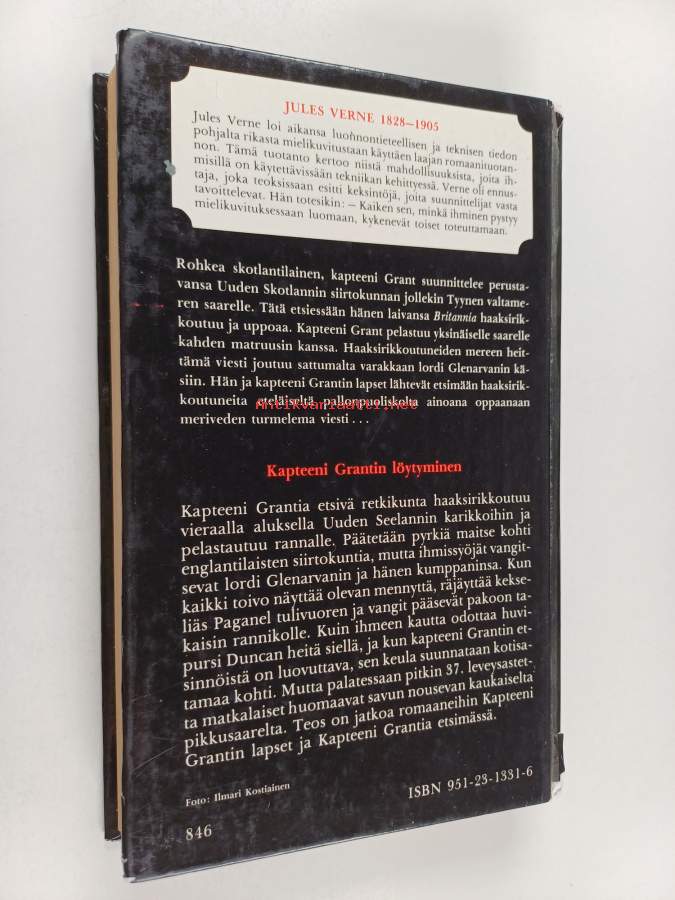 JULES VERNE 1828—1905
Jules Verne loi aikansa luonnontieteellisen ja teknisen tiedon
pohjalta rikasta mielikuvitustaan käyttäen laajan romaanituotan-
non. Tämä tuotanto kertoo niistä mahdollisuuksista, joita ih-
misillä on käytettävissään tekniikan kehittyessä. Verne oli ennus-
taja, joka teoksissaan esitti keksintöjä, joita suunnittelijat vasta
tavoittelevat. Hän totesikin: — Kaiken sen, minkä ihminen pystyy
mielikuvituksessaan luomaan, kykenevät toiset toteuttamaan.
Rohkea skotlantilainen, kapteeni Grant suunnittelee perusta-
vansa Uuden Skotlannin siirtokunnan jollekin Tyynen valtame-
ren saarelle. Tätä etsiessään hänen laivansa Britannia haaksirik-
koutuu ja uppoaa. Kapteeni Grant pelastuu yksinäiselle saarelle
kahden matruusin kanssa. Haaksirikkoutuneiden mereen heit-
tämä viesti joutuu sattumalta varakkaan lordi Glenarvanin kä-
siin. Hän ja kapteeni Grantin lapset lähtevät etsimään haaksirik-
koutuneita eteläiseltä pallonpuoliskolta ainoana oppaanaan
antikvariaatti.net
meriveden turmelema viesti . . .
Kapteeni Grantin löytyminen
Kapteeni Grantia etsivä retkikunta haaksirikkoutuu
vieraalla aluksella Uuden Seelannin karikkoihin ja
pelastautuu rannalle. Päätetään pyrkiä maitse kohti
englantilaisten siirtokuntia, mutta ihmissyöjät vangit-
sevat lordi Glenarvanin ja hänen kumppaninsa. Kun
kaikki toivo näyttää olevan mennyttä, räjäyttää kekse-
liäs Paganel tulivuoren ja vangit pääsevät pakoon ta-
kaisin rannikolle. Kuin ihmeen kautta odottaa huvi-
pursi Duncan heitä siellä, ja kun kapteeni Grantin et-
sinnöistä on luovuttava, sen keula suunnataan kotisa-
tamaa kohti. Mutta palatessaan pitkin 37. leveysastet-
ta matkalaiset huomaavat savun nousevan kaukaiselta
pikkusaarelta. Teos on jatkoa romaaneihin Kapteeni
Grantin lapset ja Kapteeni Grantia etsimässä.
Foto: Ilmari Kostiainen
ISBN 951-23-1331-6
846